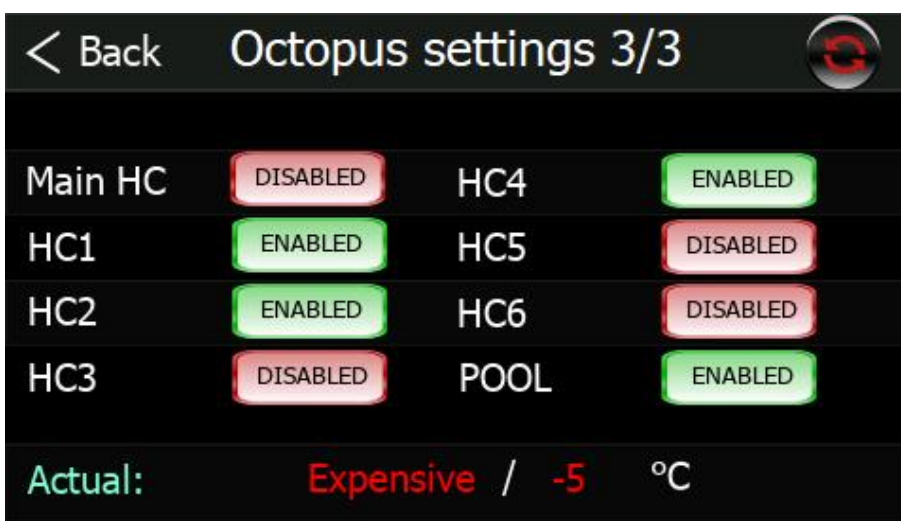 < Back Octopus settings 3/3
Main HC DISABLED HC4 ENABLED
HC1 ENABLED HC5 DISABLED
HC2 ENABLED HC6 DISABLED
HC3 DISABLED POOL ENABLED
Actual: Expensive / -5 °C